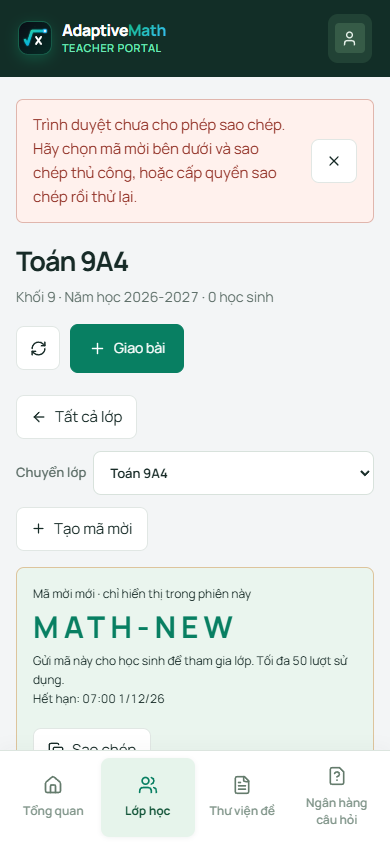 AdaptiveMath
TEACHER PORTAL
Trình duyệt chưa cho phép sao chép.
Hãy chọn mã mời bên dưới và sao
chép thủ công, hoặc cấp quyền sao
chép rồi thử lại.
Toán 9A4
Khối 9 · Năm học 2026-2027 · 0 học sinh
Giao bài
Tất cả lớp
Chuyển lớp
Toán 9A4
Tạo mã mời
Mã mời mới · chỉ hiển thị trong phiên này
MATH-NEW
Gửi mã này cho học sinh để tham gia lớp. Tối đa 50 lượt sử
dụng.
Hết hạn: 07:00 1/12/26
Sao chép
Tổng quan
Lớp học
Thư viện đề
Ngân hàng
câu hỏi